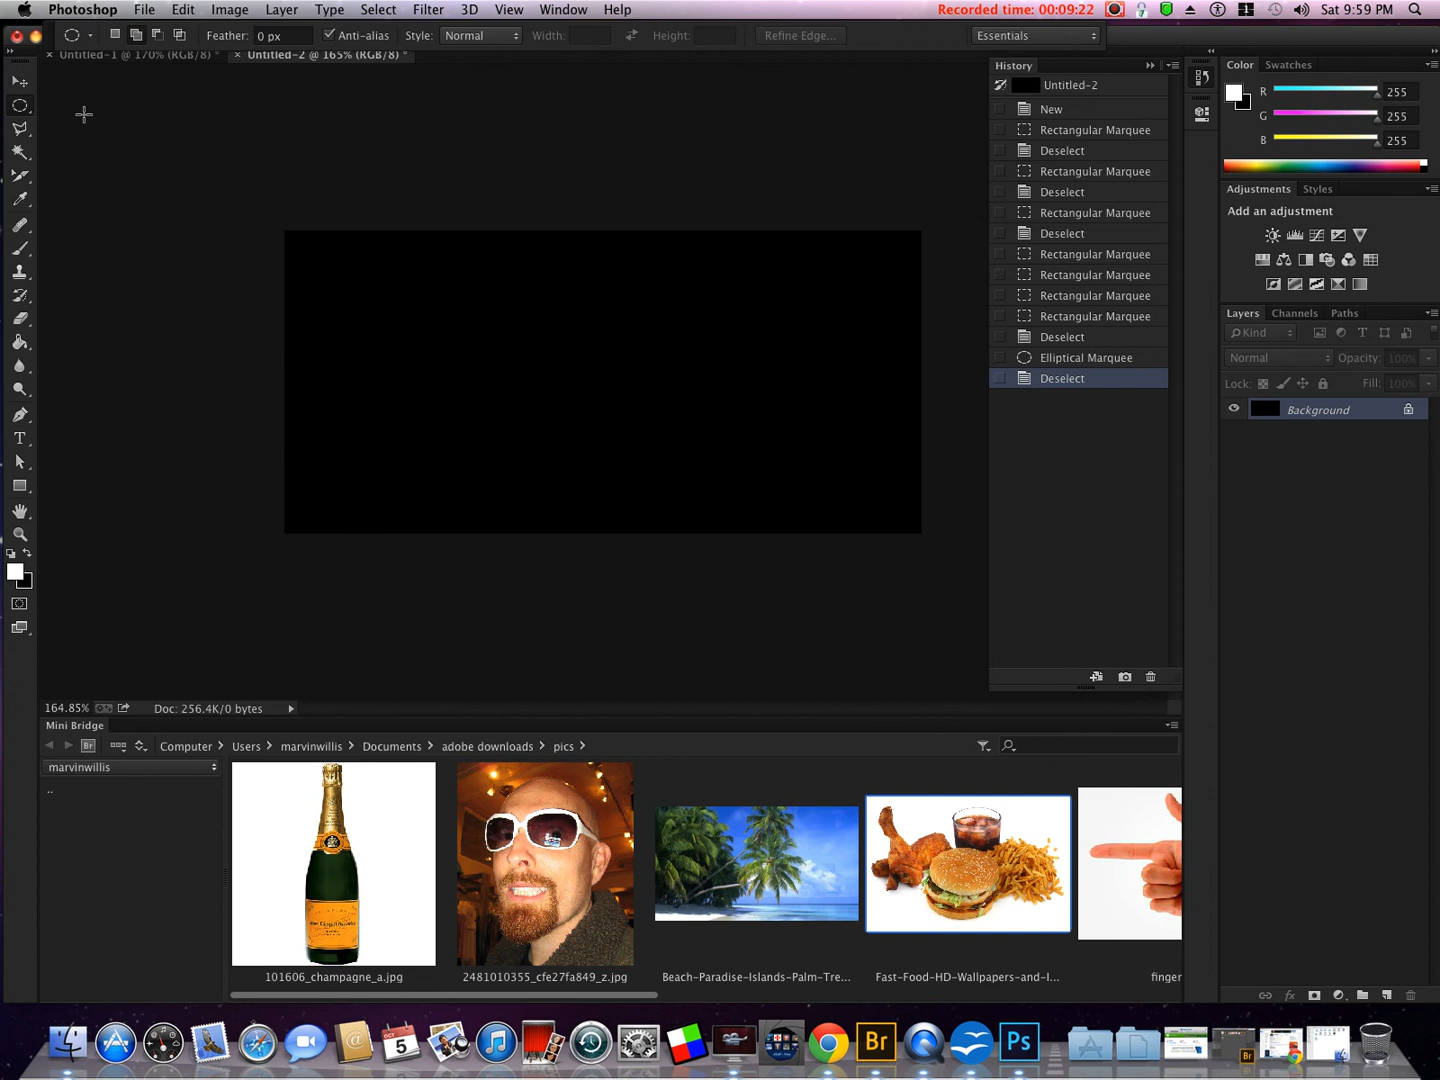 Photoshop File Edit Image Layer Type Select Filter 3D View Window Help Recorded time: 00:09:22 Sat 9:59 PM
Feather: 0 px Anti-alias Style: Normal Width: Height: Refine Edge... Essentials
Untitled-1 @ 170% (RGB/8) * Untitled-2 @ 165% (RGB/8) *
History
Untitled-2
New
Rectangular Marquee
Deselect
Rectangular Marquee
Deselect
Rectangular Marquee
Deselect
Rectangular Marquee
Rectangular Marquee
Rectangular Marquee
Rectangular Marquee
Deselect
Elliptical Marquee
Deselect
Color Swatches
R 255
G 255
B 255
Adjustments Styles
Add an adjustment
Layers Channels Paths
Kind
Normal Opacity: 100%
Lock: Fill: 100%
Background
164.85% Doc: 256.4K/0 bytes
Mini Bridge
Br Computer Users marvinwillis Documents adobe downloads pics
marvinwillis
..
101606_champagne_a.jpg 2481010355_cfe27fa849_z.jpg Beach-Paradise-Islands-Palm-Tre... Fast-Food-HD-Wallpapers-and-I... finger
OCT 5 Br Ps Br